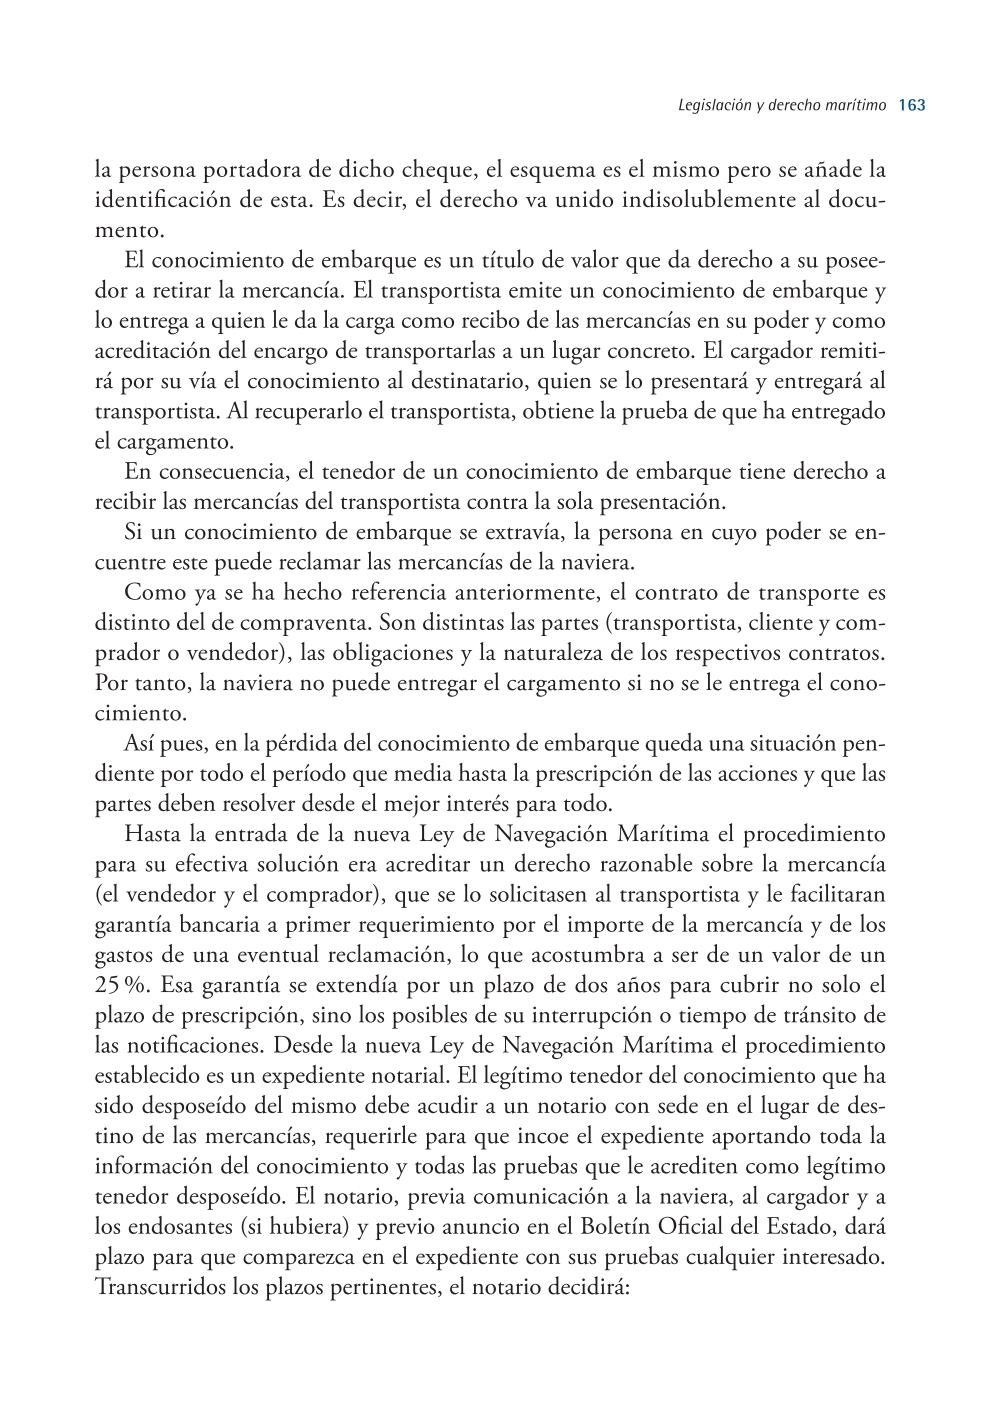 Legislación y derecho marítimo 163
la persona portadora de dicho cheque, el esquema es el mismo pero se añade la
identificación de esta. Es decir, el derecho va unido indisolublemente al docu-
mento.
El conocimiento de embarque es un título de valor que da derecho a su posee-
dor a retirar la mercancía. El transportista emite un conocimiento de embarque y
lo entrega a quien le da la carga como recibo de las mercancías en su poder y como
acreditación del encargo de transportarlas a un lugar concreto. El cargador remiti-
rá por su vía el conocimiento al destinatario, quien se lo presentará y entregará al
transportista. Al recuperarlo el transportista, obtiene la prueba de que ha entregado
el cargamento.
En consecuencia, el tenedor de un conocimiento de embarque tiene derecho a
recibir las mercancías del transportista contra la sola presentación.
Si un conocimiento de embarque se extravía, la persona en cuyo poder se en-
cuentre este puede reclamar las mercancías de la naviera.
Como ya se ha hecho referencia anteriormente, el contrato de transporte es
distinto del de compraventa. Son distintas las partes (transportista, cliente y com-
prador o vendedor), las obligaciones y la naturaleza de los respectivos contratos.
Por tanto, la naviera no puede entregar el cargamento si no se le entrega el cono-
cimiento.
Así pues, en la pérdida del conocimiento de embarque queda una situación pen-
diente por todo el período que media hasta la prescripción de las acciones y que las
partes deben resolver desde el mejor interés para todo.
Hasta la entrada de la nueva Ley de Navegación Marítima el procedimiento
para su efectiva solución era acreditar un derecho razonable sobre la mercancía
(el vendedor y el comprador), que se lo solicitasen al transportista y le facilitaran
garantía bancaria a primer requerimiento por el importe de la mercancía y de los
gastos de una eventual reclamación, lo que acostumbra a ser de un valor de un
25 %. Esa garantía se extendía por un plazo de dos años para cubrir no solo el
plazo de prescripción, sino los posibles de su interrupción o tiempo de tránsito de
las notificaciones. Desde la nueva Ley de Navegación Marítima el procedimiento
establecido es un expediente notarial. El legítimo tenedor del conocimiento que ha
sido desposeído del mismo debe acudir a un notario con sede en el lugar de des-
tino de las mercancías, requerirle para que incoe el expediente aportando toda la
información del conocimiento y todas las pruebas que le acrediten como legítimo
tenedor desposeído. El notario, previa comunicación a la naviera, al cargador y a
los endosantes (si hubiera) y previo anuncio en el Boletín Oficial del Estado, dará
plazo para que comparezca en el expediente con sus pruebas cualquier interesado.
Transcurridos los plazos pertinentes, el notario decidirá: